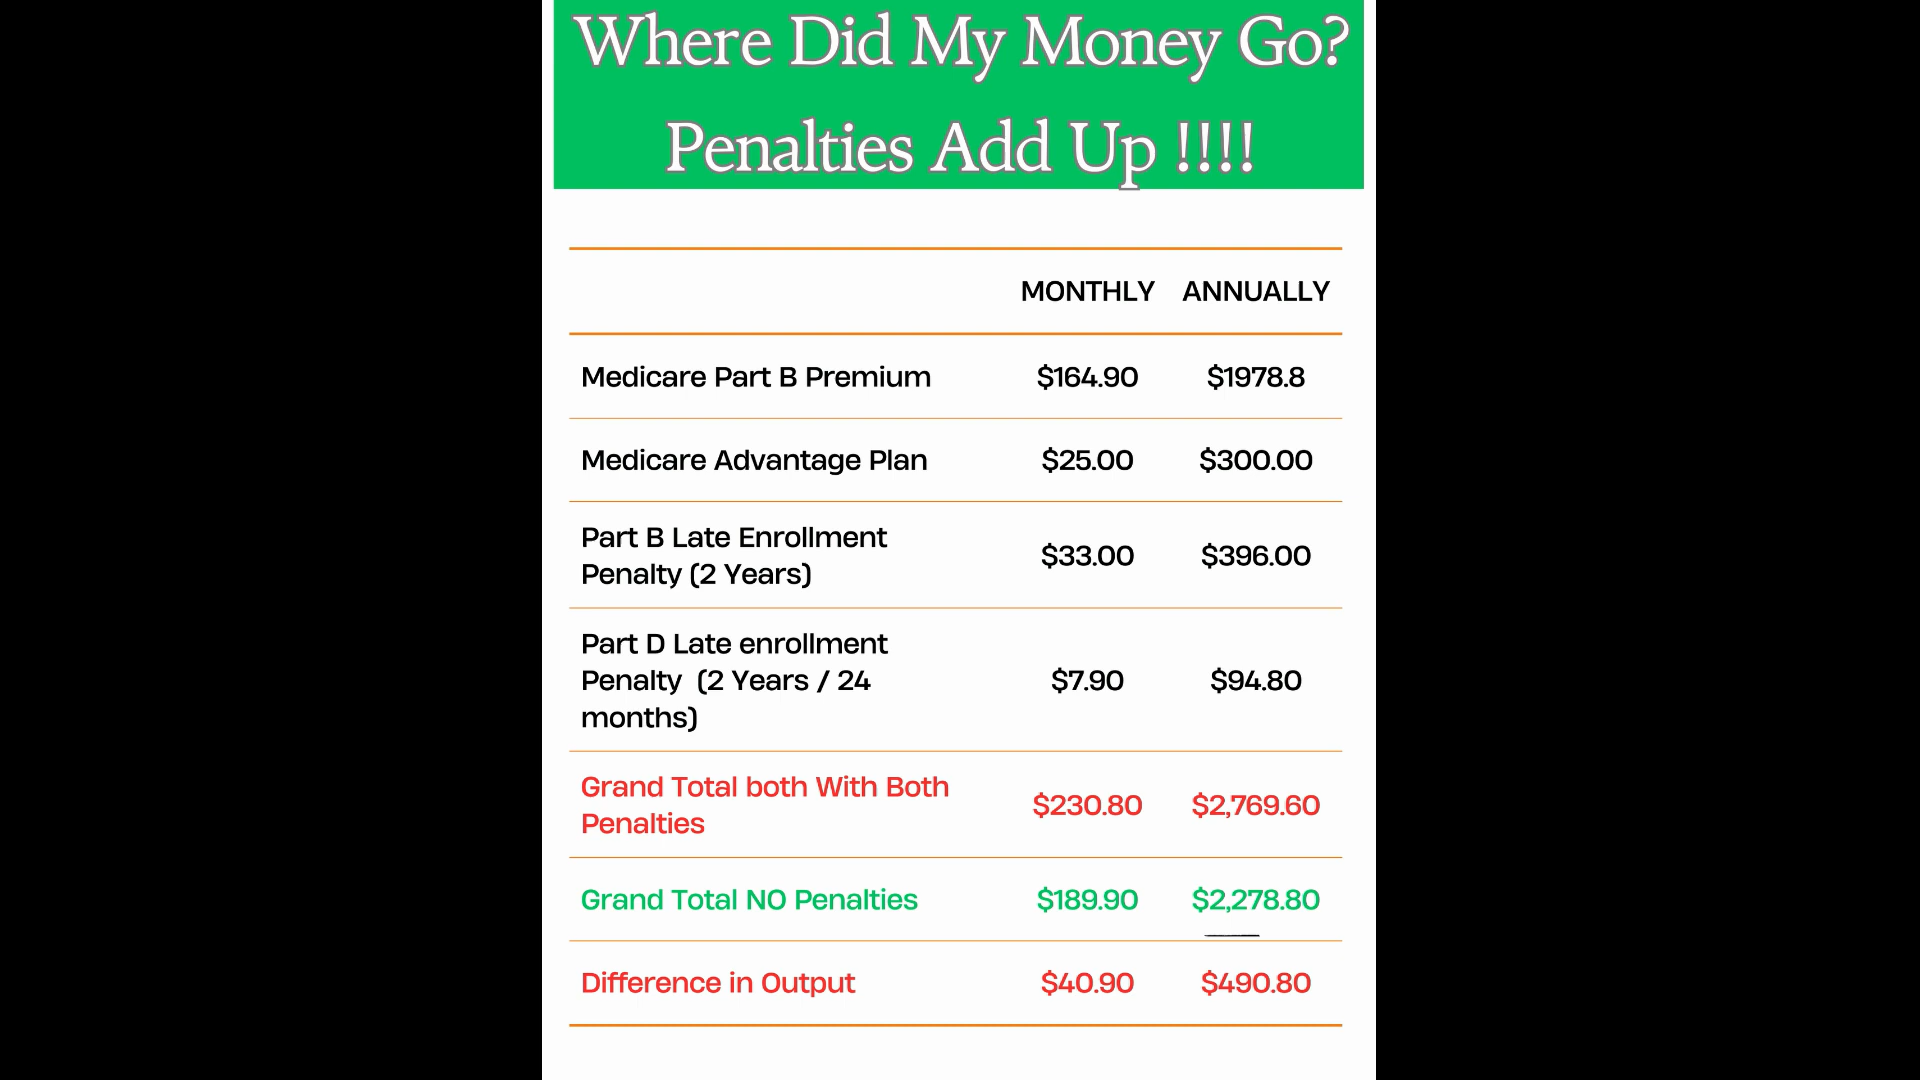 Where Did My Money Go?
Penalties Add Up !!!!
MONTHLY ANNUALLY
Medicare Part B Premium $164.90 $1978.8
Medicare Advantage Plan $25.00 $300.00
Part B Late Enrollment
Penalty (2 Years) $33.00 $396.00
Part D Late enrollment
Penalty (2 Years / 24 $7.90 $94.80
months)
Grand Total both With Both
Penalties $230.80 $2,769.60
Grand Total NO Penalties $189.90 $2,278.80
Difference in Output $40.90 $490.80